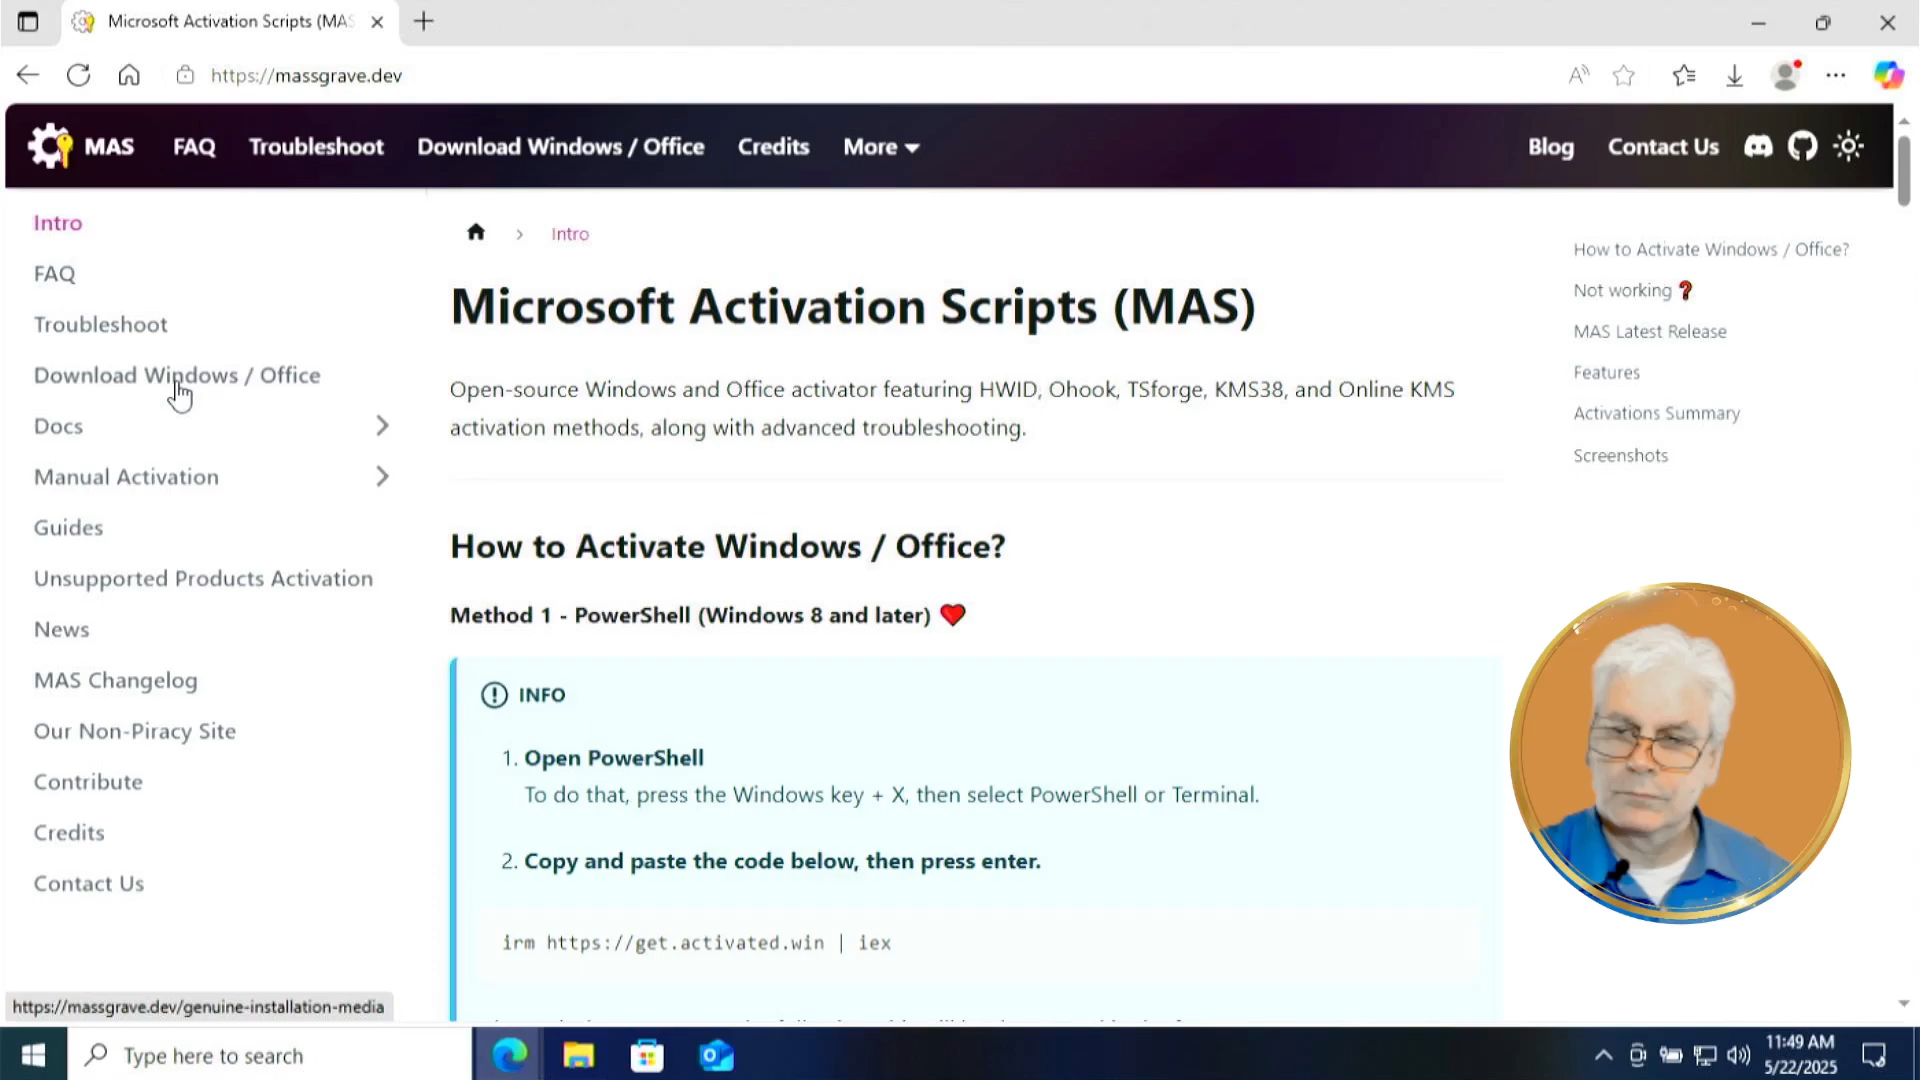 Microsoft Activation Scripts (MAS
https://massgrave.dev
MAS
FAQ
Troubleshoot
Download Windows / Office
Credits
More
Blog
Contact Us
Intro
FAQ
Troubleshoot
Download Windows / Office
Docs
Manual Activation
Guides
Unsupported Products Activation
News
MAS Changelog
Our Non-Piracy Site
Contribute
Credits
Contact Us
Intro
Microsoft Activation Scripts (MAS)
Open-source Windows and Office activator featuring HWID, Ohook, TSforge, KMS38, and Online KMS
activation methods, along with advanced troubleshooting.
How to Activate Windows / Office?
Method 1 - PowerShell (Windows 8 and later) ❤️
INFO
1. Open PowerShell
To do that, press the Windows key + X, then select PowerShell or Terminal.
2. Copy and paste the code below, then press enter.
irm https://get.activated.win | iex
How to Activate Windows / Office?
Not working ❓
MAS Latest Release
Features
Activations Summary
Screenshots
https://massgrave.dev/genuine-installation-media
Type here to search
11:49 AM
5/22/2025